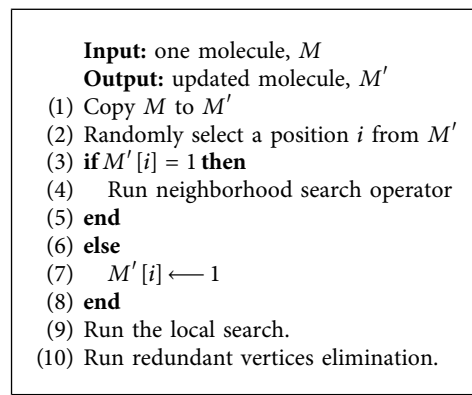 Input: one molecule, M
Output: updated molecule, M′
(1) Copy M to M′
(2) Randomly select a position i from M′
(3) if M′ [i] = 1 then
(4) Run neighborhood search operator
(5) end
(6) else
(7) M′ [i] ⟵ 1
(8) end
(9) Run the local search.
(10) Run redundant vertices elimination.